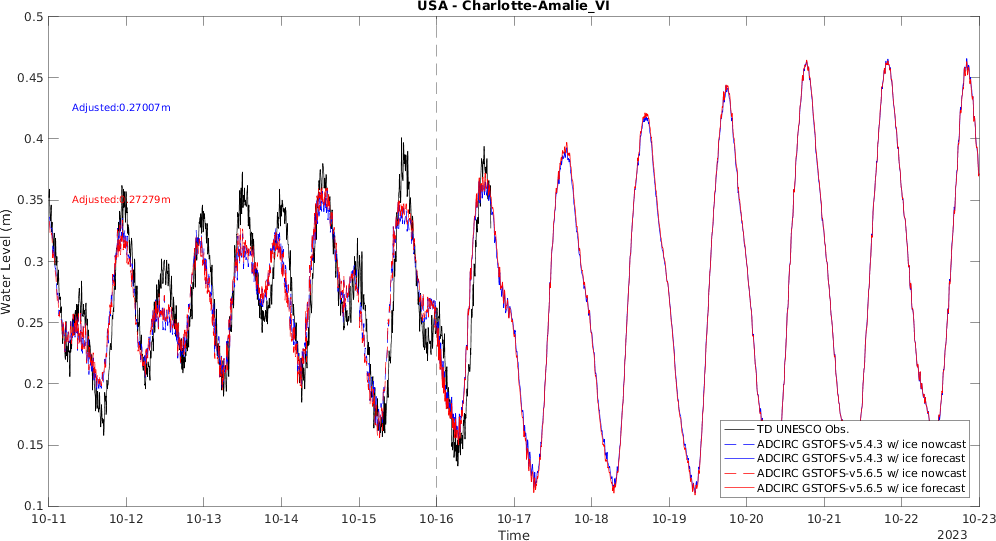 USA - Charlotte-Amalie_VI
0.5
0.45
0.4
0.35
0.3
0.25
0.2
0.15
0.1
Water Level (m)
Adjusted:0.27007m
Adjusted:0.27279m
TD UNESCO Obs.
ADCIRC GSTOFS-v5.4.3 w/ ice nowcast
ADCIRC GSTOFS-v5.4.3 w/ ice forecast
ADCIRC GSTOFS-v5.6.5 w/ ice nowcast
ADCIRC GSTOFS-v5.6.5 w/ ice forecast
10-11 10-12 10-13 10-14 10-15 10-16 10-17 10-18 10-19 10-20 10-21 10-22 10-23
Time
2023